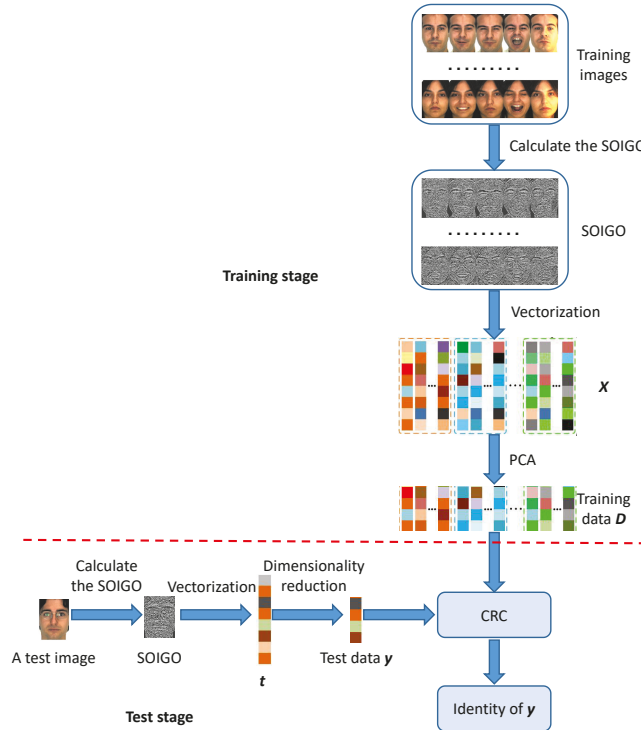 Training
images
Calculate the SOIGO
SOIGO
Training stage
Vectorization
X
PCA
Training
data D
Calculate
the SOIGO
Vectorization
Dimensionality
reduction
CRC
A test image
SOIGO
t
Test data y
Test stage
Identity of y